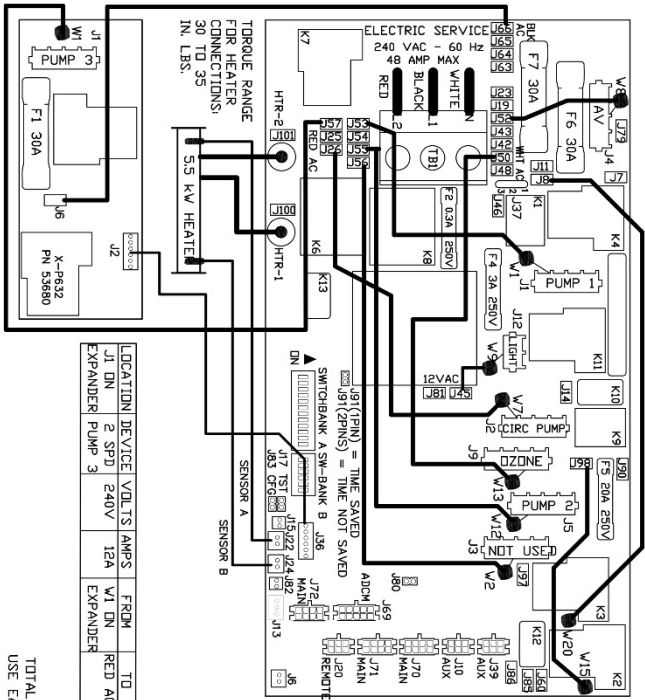 W1
J1
PUMP 3
F1 30A
J6
X-P632
PN 53680
J2
TORQUE RANGE
FOR HEATER
CONNECTIONS:
30 TO 35
IN. LBS.
HTR-2
J101
5.5 kW HEATER
J100
HTR-1
K7
ELECTRIC SERVICE
240 VAC - 60 Hz
48 AMP MAX
RED
BLACK
WHITE
L2
L1
N
TB1
J57
J25
J26
RED AC
J53
J54
J55
J56
BLK AC
J66
J65
J64
J63
J23
J19
J52
J43
J42
J50
J48
WHT AC
F7 30A
F6 30A
W8
AV
J79
J4
J11
J8
J7
3 2 1
J46
J37
K1
K4
F2 0.3A 250V
K6
K8
K13
W1
J1
PUMP 1
F4 3A 250V
J12
LIGHT
W9
K11
12VAC
J81
J45
J14
K10
K9
W7
J2
CIRC PUMP
J9
OZONE
W13
J98
J90
F5 20A 250V
PUMP 2
W12
J5
J3
NOT USED
W2
J97
K3
W20
K12
K2
W15
ON
SWITCHBANK A
SW-BANK B
J91(1PIN) = TIME SAVED
J91(2PINS) = TIME NOT SAVED
J17 TST
J83 CFG
J15
J22
J24
J82
J36
J13
J6
SENSOR A
SENSOR B
J72
MAIN
ADCM
J69
J80
J20
REMOTE
J71
MAIN
J70
MAIN
J10
AUX
J39
AUX
J86
J85
LOCATION DEVICE VOLTS AMPS FROM TO
J1 ON EXPANDER 2 SPD PUMP 3 240V 12A W1 ON EXPANDER RED AC
TOTAL